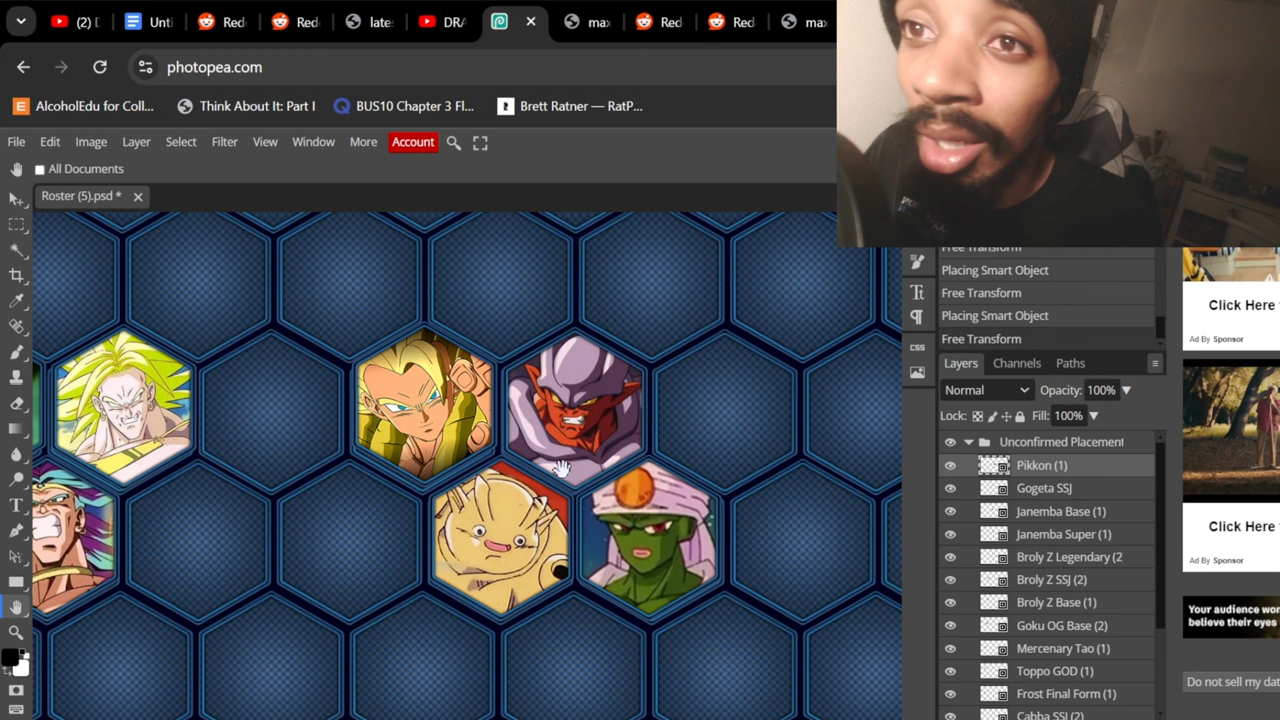 (2) D
Unti
Red
Red
late
DRA
max
Red
Red
max
photopea.com
AlcoholEdu for Coll...
Think About It: Part I
BUS10 Chapter 3 Fl...
Brett Ratner — RatP...
File Edit Image Layer Select Filter View Window More Account
All Documents
Roster (5).psd *
Free Transform
Placing Smart Object
Free Transform
Placing Smart Object
Free Transform
CSS
Layers Channels Paths
Normal Opacity: 100%
Lock: Fill: 100%
Unconfirmed Placement
Pikkon (1)
Gogeta SSJ
Janemba Base (1)
Janemba Super (1)
Broly Z Legendary (2
Broly Z SSJ (2)
Broly Z Base (1)
Goku OG Base (2)
Mercenary Tao (1)
Toppo GOD (1)
Frost Final Form (1)
Cabba SSJ (2)
Click Here
Ad By Sponsor
Click Here
Ad By Sponsor
Your audience wo
believe their eyes
Do not sell my dat